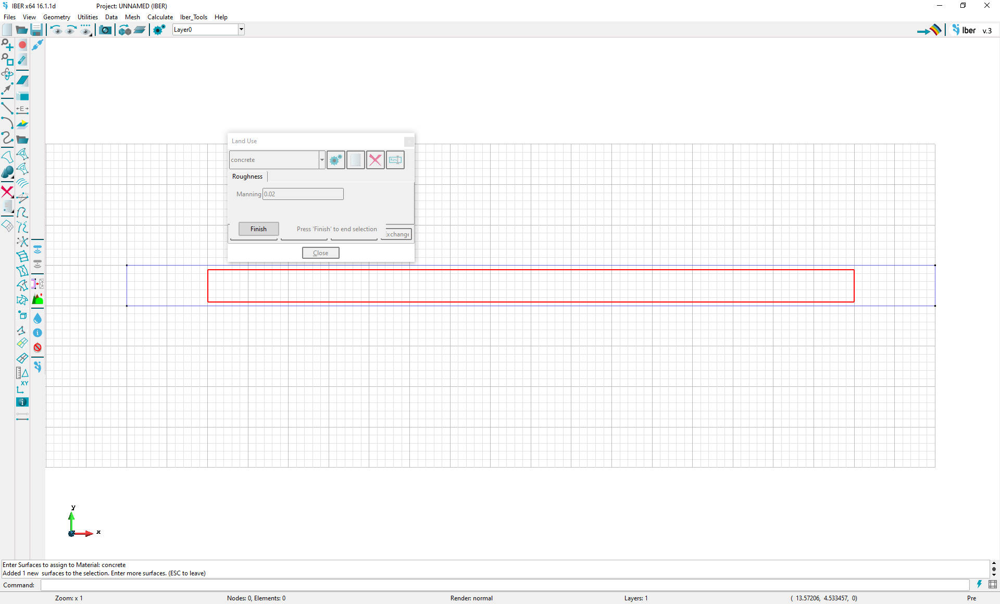 IBER x64 16.1.1d Project: UNNAMED (IBER)
Files View Geometry Utilities Data Mesh Calculate Iber_Tools Help
Layer0
Iber v.3
E
Land Use
concrete
Roughness
Manning 0.02
Finish Press 'Finish' to end selection
xchange
Close
XY
y
z x
Enter Surfaces to assign to Material: concrete
Added 1 new surfaces to the selection. Enter more surfaces. (ESC to leave)
Command:
Zoom: x 1 Nodes: 0, Elements: 0 Render: normal Layers: 1 ( 13.57206, 4.533457, 0) Pre